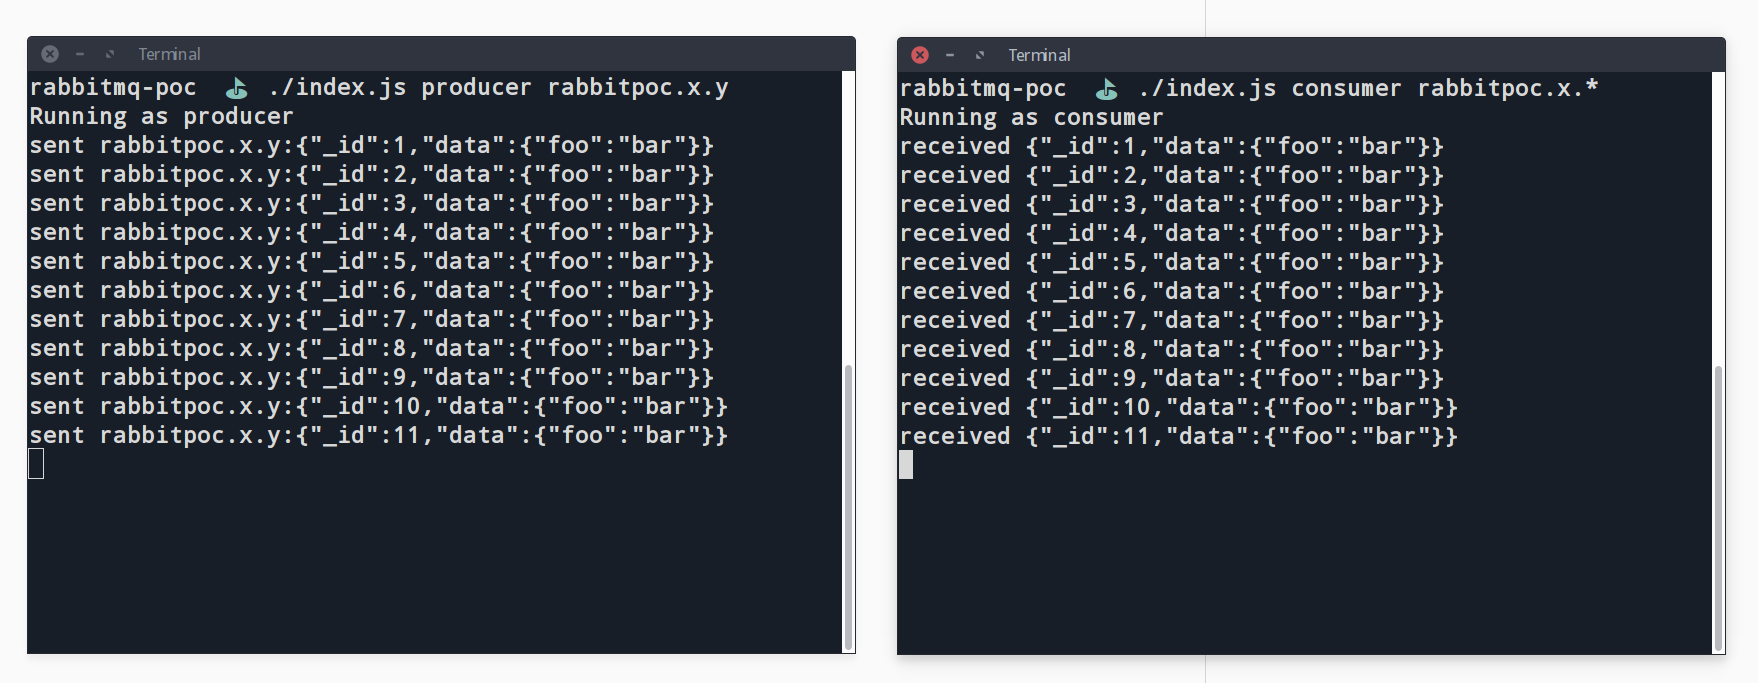 Terminal
rabbitmq-poc ⛳ ./index.js producer rabbitpoc.x.y
Running as producer
sent rabbitpoc.x.y:{"_id":1,"data":{"foo":"bar"}}
sent rabbitpoc.x.y:{"_id":2,"data":{"foo":"bar"}}
sent rabbitpoc.x.y:{"_id":3,"data":{"foo":"bar"}}
sent rabbitpoc.x.y:{"_id":4,"data":{"foo":"bar"}}
sent rabbitpoc.x.y:{"_id":5,"data":{"foo":"bar"}}
sent rabbitpoc.x.y:{"_id":6,"data":{"foo":"bar"}}
sent rabbitpoc.x.y:{"_id":7,"data":{"foo":"bar"}}
sent rabbitpoc.x.y:{"_id":8,"data":{"foo":"bar"}}
sent rabbitpoc.x.y:{"_id":9,"data":{"foo":"bar"}}
sent rabbitpoc.x.y:{"_id":10,"data":{"foo":"bar"}}
sent rabbitpoc.x.y:{"_id":11,"data":{"foo":"bar"}}
Terminal
rabbitmq-poc ⛳ ./index.js consumer rabbitpoc.x.*
Running as consumer
received {"_id":1,"data":{"foo":"bar"}}
received {"_id":2,"data":{"foo":"bar"}}
received {"_id":3,"data":{"foo":"bar"}}
received {"_id":4,"data":{"foo":"bar"}}
received {"_id":5,"data":{"foo":"bar"}}
received {"_id":6,"data":{"foo":"bar"}}
received {"_id":7,"data":{"foo":"bar"}}
received {"_id":8,"data":{"foo":"bar"}}
received {"_id":9,"data":{"foo":"bar"}}
received {"_id":10,"data":{"foo":"bar"}}
received {"_id":11,"data":{"foo":"bar"}}